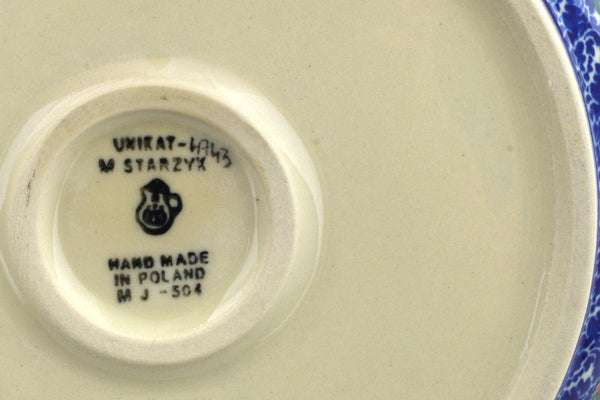 UNIKAT-4743
M STARZYK
HAND MADE
IN POLAND
M J -504